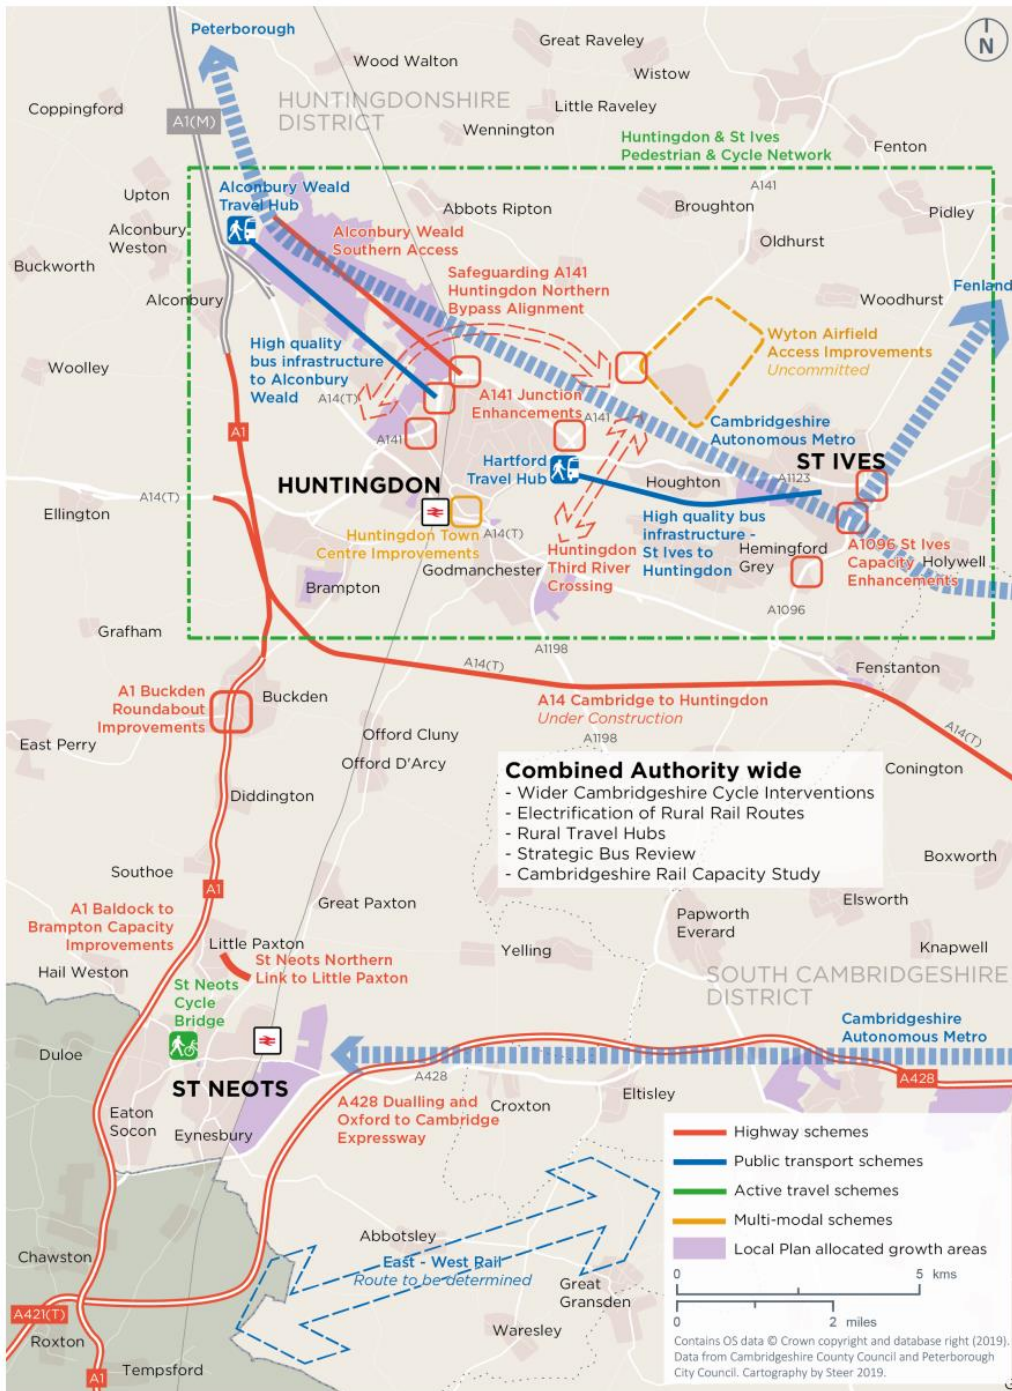 Peterborough
Great Raveley
Wood Walton
Wistow
N
Coppingford
HUNTINGDONSHIRE
DISTRICT
Little Raveley
A1(M)
Wennington
Huntingdon & St Ives
Pedestrian & Cycle Network
Fenton
A141
Upton
Alconbury Weald
Travel Hub
Abbots Ripton
Broughton
Pidley
Alconbury
Weston
Alconbury Weald
Southern Access
Oldhurst
Buckworth
Safeguarding A141
Huntingdon Northern
Bypass Alignment
Alconbury
Woodhurst
Fenland
High quality
bus infrastructure
to Alconbury
Weald
Wyton Airfield
Access Improvements
Uncommitted
Woolley
A14(T)
A141 Junction
Enhancements
A141
A1
A141
Cambridgeshire
Autonomous Metro
ST IVES
Hartford
Travel Hub
HUNTINGDON
Houghton
A1123
A14(T)
Ellington
Huntingdon Town
Centre Improvements
A14(T)
High quality bus
infrastructure -
St Ives to
Huntingdon
Huntingdon
Third River
Crossing
Hemingford
Grey
A1096 St Ives
Capacity
Enhancements
Holywell
Godmanchester
Brampton
A1096
Grafham
A1198
A14(T)
Fenstanton
A1 Buckden
Roundabout
Improvements
Buckden
A14 Cambridge to Huntingdon
Under Construction
A14(T)
East Perry
Offord Cluny
A1198
Offord D'Arcy
Conington
Combined Authority wide
- Wider Cambridgeshire Cycle Interventions
- Electrification of Rural Rail Routes
- Rural Travel Hubs
- Strategic Bus Review
- Cambridgeshire Rail Capacity Study
Diddington
Boxworth
Southoe
A1
Elsworth
A1 Baldock to
Brampton Capacity
Improvements
Great Paxton
Papworth
Everard
Little Paxton
Yelling
Knapwell
Hail Weston
St Neots Northern
Link to Little Paxton
SOUTH CAMBRIDGESHIRE
DISTRICT
St Neots
Cycle
Bridge
Cambridgeshire
Autonomous Metro
Duloe
ST NEOTS
A428
A428
Eltisley
A428 Dualling and
Oxford to Cambridge
Expressway
Croxton
Eaton
Socon
Eynesbury
Highway schemes
Public transport schemes
Active travel schemes
Multi-modal schemes
Local Plan allocated growth areas
0 5 kms
0 2 miles
Contains OS data © Crown copyright and database right (2019).
Data from Cambridgeshire County Council and Peterborough
City Council. Cartography by Steer 2019.
Abbotsley
Chawston
East - West Rail
Route to be determined
Great
Gransden
A421(T)
Roxton
Waresley
Tempsford
A1